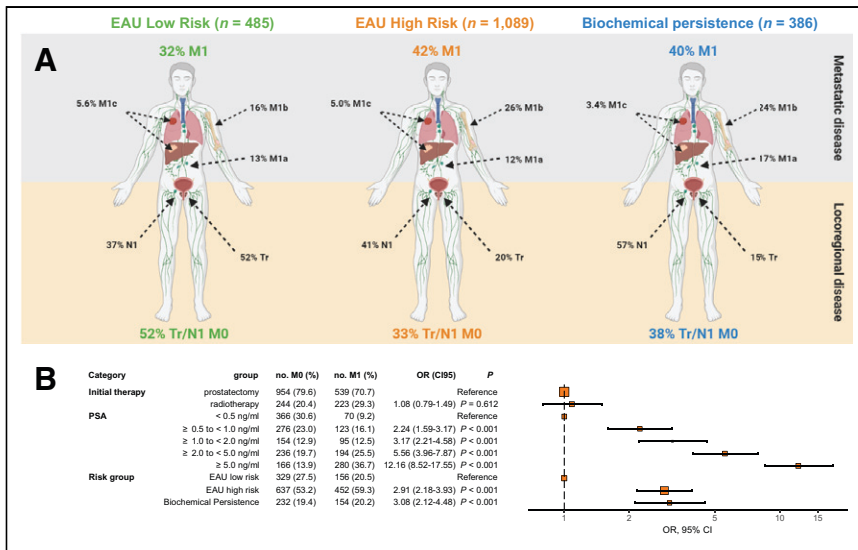 EAU Low Risk (n = 485) EAU High Risk (n = 1,089) Biochemical persistence (n = 386)
A
32% M1 42% M1 40% M1
5.6% M1c 16% M1b 5.0% M1c 26% M1b 3.4% M1c 24% M1b
13% M1a 12% M1a 17% M1a
Metastatic disease
37% N1 52% Tr 41% N1 20% Tr 57% N1 15% Tr
Locoregional disease
52% Tr/N1 M0 33% Tr/N1 M0 38% Tr/N1 M0
B
Category group no. M0 (%) no. M1 (%) OR (CI95) P
Initial therapy prostatectomy 954 (79.6) 539 (70.7) Reference
radiotherapy 244 (20.4) 223 (29.3) 1.08 (0.79-1.49) P = 0.612
PSA < 0.5 ng/ml 366 (30.6) 70 (9.2) Reference
≥ 0.5 to < 1.0 ng/ml 276 (23.0) 123 (16.1) 2.24 (1.59-3.17) P < 0.001
≥ 1.0 to < 2.0 ng/ml 154 (12.9) 95 (12.5) 3.17 (2.21-4.58) P < 0.001
≥ 2.0 to < 5.0 ng/ml 236 (19.7) 194 (25.5) 5.56 (3.96-7.87) P < 0.001
≥ 5.0 ng/ml 166 (13.9) 280 (36.7) 12.16 (8.52-17.55) P < 0.001
Risk group EAU low risk 329 (27.5) 156 (20.5) Reference
EAU high risk 637 (53.2) 452 (59.3) 2.91 (2.18-3.93) P < 0.001
Biochemical Persistence 232 (19.4) 154 (20.2) 3.08 (2.12-4.48) P < 0.001
1 2 5 10 15
OR, 95% CI